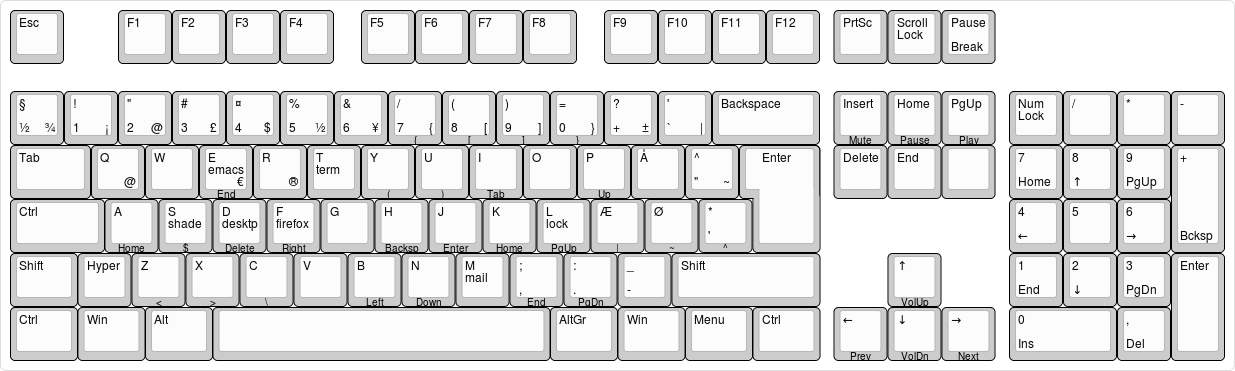 Esc F1 F2 F3 F4 F5 F6 F7 F8 F9 F10 F11 F12 PrtSc Scroll Pause
Lock Break
§ ! " # ¤ % & / ( ) = ? ' Backspace Insert Home PgUp Num / * -
Lock
½ ¾ 1 ¡ 2 @ 3 £ 4 $ 5 ½ 6 ¥ 7 { 8 [ 9 ] 0 } + ± ` |
{ [ ] } Mute Pause Play
Tab Q W E R T Y U I O P Å ^ Enter Delete End 7 8 9 +
emacs term
@ € ® " ~ Home ↑ PgUp
End ( ) Tab Up
Ctrl A S D F G H J K L Æ Ø * 4 5 6
shade desktp firefox lock
' ← → Bcksp
Home $ Delete Right Backsp Enter Home PgUp | ~ ^
Shift Hyper Z X C V B N M ; : _ Shift ↑ 1 2 3 Enter
mail
, . - End ↓ PgDn
< > \ Left Down End PgDn VolUp
Ctrl Win Alt AltGr Win Menu Ctrl ← ↓ → 0 ,
Ins Del
Prev VolDn Next